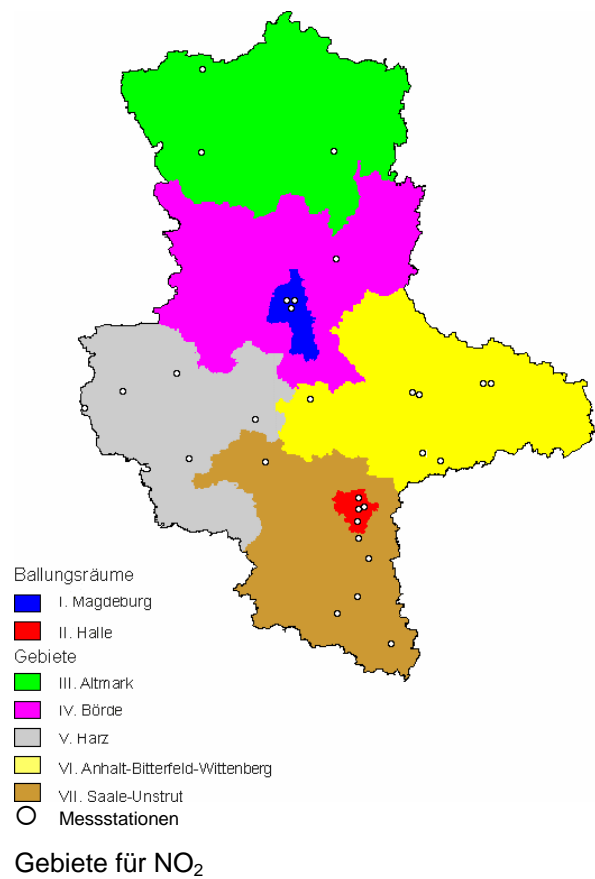 Ballungsräume
I. Magdeburg
II. Halle
Gebiete
III. Altmark
IV. Börde
V. Harz
VI. Anhalt-Bitterfeld-Wittenberg
VII. Saale-Unstrut
Messstationen
Gebiete für NO₂